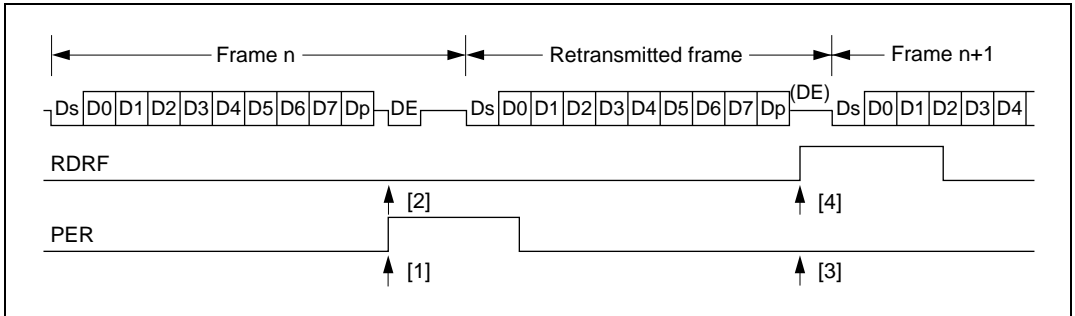 Frame n Retransmitted frame Frame n+1
Ds D0 D1 D2 D3 D4 D5 D6 D7 Dp DE Ds D0 D1 D2 D3 D4 D5 D6 D7 Dp (DE) Ds D0 D1 D2 D3 D4
RDRF
[2] [4]
PER
[1] [3]